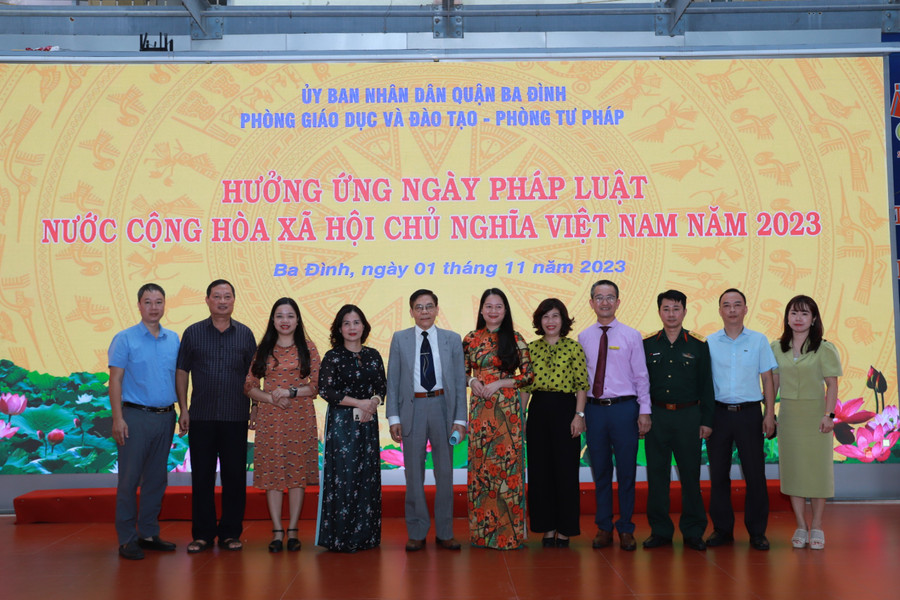 ỦY BAN NHÂN DÂN QUẬN BA ĐÌNH
PHÒNG GIÁO DỤC VÀ ĐÀO TẠO - PHÒNG TƯ PHÁP
HƯỞNG ỨNG NGÀY PHÁP LUẬT
NƯỚC CỘNG HÒA XÃ HỘI CHỦ NGHĨA VIỆT NAM NĂM 2023
Ba Đình, ngày 01 tháng 11 năm 2023